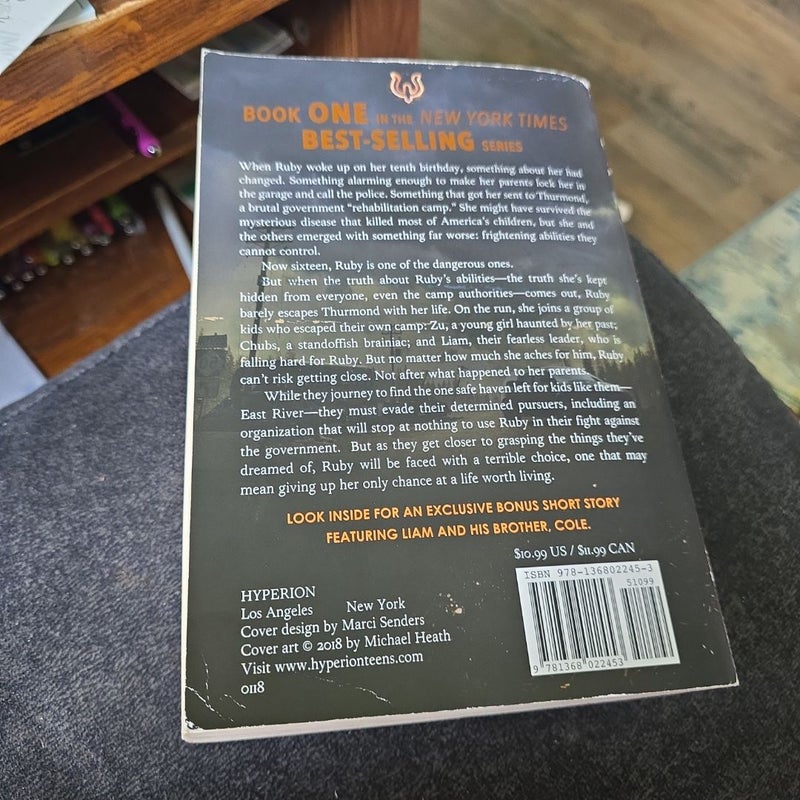 BOOK ONE IN THE NEW YORK TIMES
BEST-SELLING SERIES
When Ruby woke up on her tenth birthday, something about her had
changed. Something alarming enough to make her parents lock her in
the garage and call the police. Something that got her sent to Thurmond,
a brutal government “rehabilitation camp.” She might have survived the
mysterious disease that killed most of America’s children, but she and
the others emerged with something far worse: frightening abilities they
cannot control.
Now sixteen, Ruby is one of the dangerous ones.
But when the truth about Ruby’s abilities—the truth she’s kept
hidden from everyone, even the camp authorities—comes out, Ruby
barely escapes Thurmond with her life. On the run, she joins a group of
kids who escaped their own camp: Zu, a young girl haunted by her past;
Chubs, a standoffish brainiac; and Liam, their fearless leader, who is
falling hard for Ruby. But no matter how much she aches for him, Ruby
can’t risk getting close. Not after what happened to her parents.
While they journey to find the one safe haven left for kids like them—
East River—they must evade their determined pursuers, including an
organization that will stop at nothing to use Ruby in their fight against
the government. But as they get closer to grasping the things they’ve
dreamed of, Ruby will be faced with a terrible choice, one that may
mean giving up her only chance at a life worth living.
LOOK INSIDE FOR AN EXCLUSIVE BONUS SHORT STORY
FEATURING LIAM AND HIS BROTHER, COLE.
$10.99 US / $11.99 CAN
ISBN 978-136802245-3
51099
9 781368 022453
HYPERION
Los Angeles New York
Cover design by Marci Senders
Cover art © 2018 by Michael Heath
Visit www.hyperionteens.com
0118